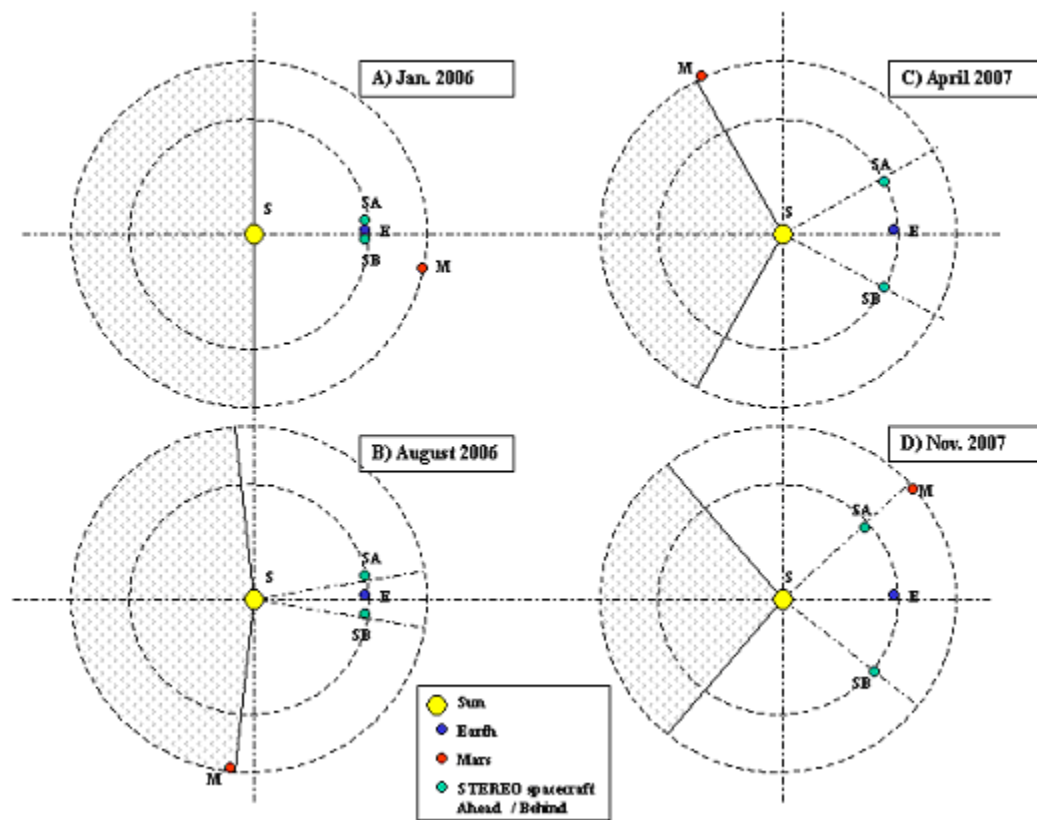 A) Jan. 2006
S
SA
E
SB
M
C) April 2007
M
SA
S
E
SB
B) August 2006
S
SA
E
SB
M
D) Nov. 2007
M
SA
S
E
SB
Sun
Earth
Mars
STEREO spacecraft
Ahead / Behind